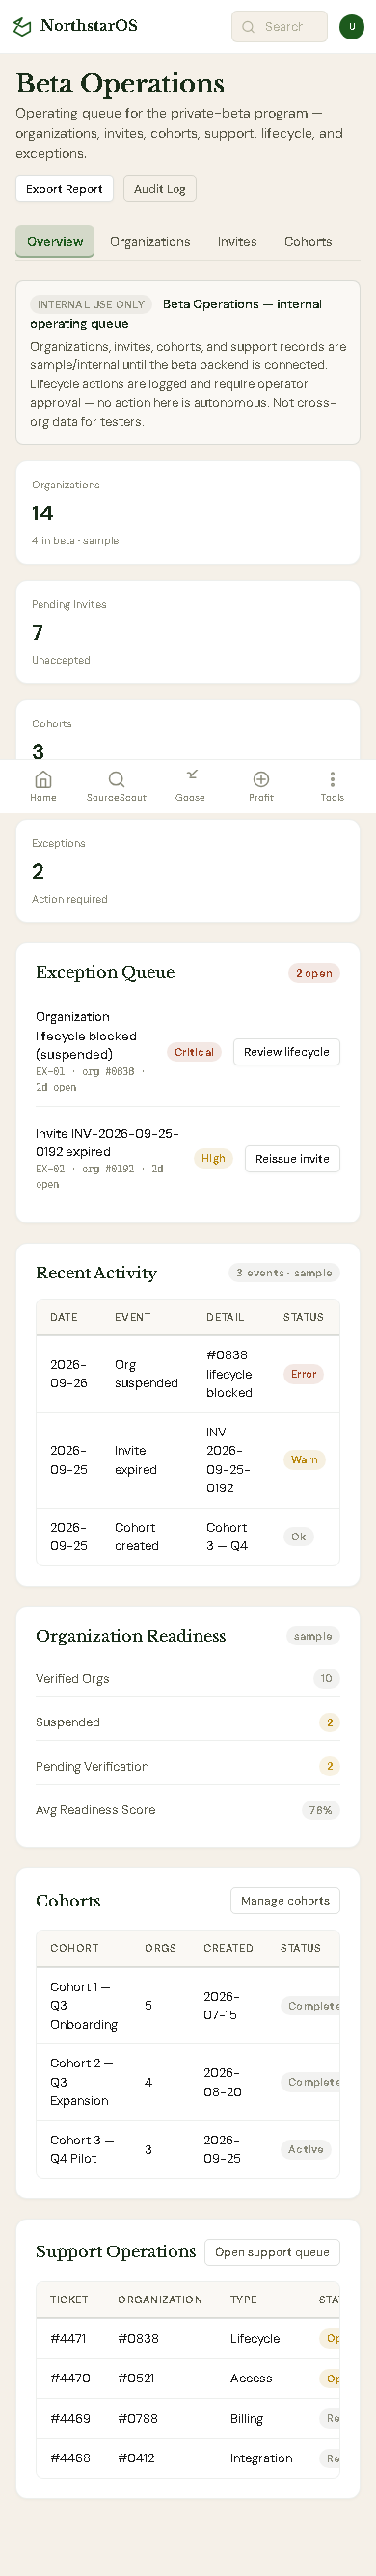 NorthstarOS
Search
U
Beta Operations
Operating queue for the private-beta program —
organizations, invites, cohorts, support, lifecycle, and
exceptions.
Export Report
Audit Log
Overview
Organizations
Invites
Cohorts
INTERNAL USE ONLY Beta Operations — internal
operating queue
Organizations, invites, cohorts, and support records are
sample/internal until the beta backend is connected.
Lifecycle actions are logged and require operator
approval — no action here is autonomous. Not cross-
org data for testers.
Organizations
14
4 in beta · sample
Pending Invites
7
Unaccepted
Cohorts
3
Home
SourceScout
Goose
Profit
Tools
Exceptions
2
Action required
Exception Queue
2 open
Organization
lifecycle blocked
(suspended)
EX-01 · org #0838 ·
2d open
Critical
Review lifecycle
Invite INV-2026-09-25-
0192 expired
EX-02 · org #0192 · 2d
open
High
Reissue invite
Recent Activity
3 events · sample
DATE EVENT DETAIL STATUS
2026-
09-26
Org
suspended
#0838
lifecycle
blocked
Error
2026-
09-25
Invite
expired
INV-
2026-
09-25-
0192
Warn
2026-
09-25
Cohort
created
Cohort
3 — Q4
Ok
Organization Readiness
sample
Verified Orgs 10
Suspended 2
Pending Verification 2
Avg Readiness Score 76%
Cohorts
Manage cohorts
COHORT ORGS CREATED STATUS
Cohort 1 —
Q3
Onboarding
5
2026-
07-15
Complete
Cohort 2 —
Q3
Expansion
4
2026-
08-20
Complete
Cohort 3 —
Q4 Pilot
3
2026-
09-25
Active
Support Operations
Open support queue
TICKET ORGANIZATION TYPE STA
#4471 #0838 Lifecycle Op
#4470 #0521 Access Op
#4469 #0788 Billing Re
#4468 #0412 Integration Re